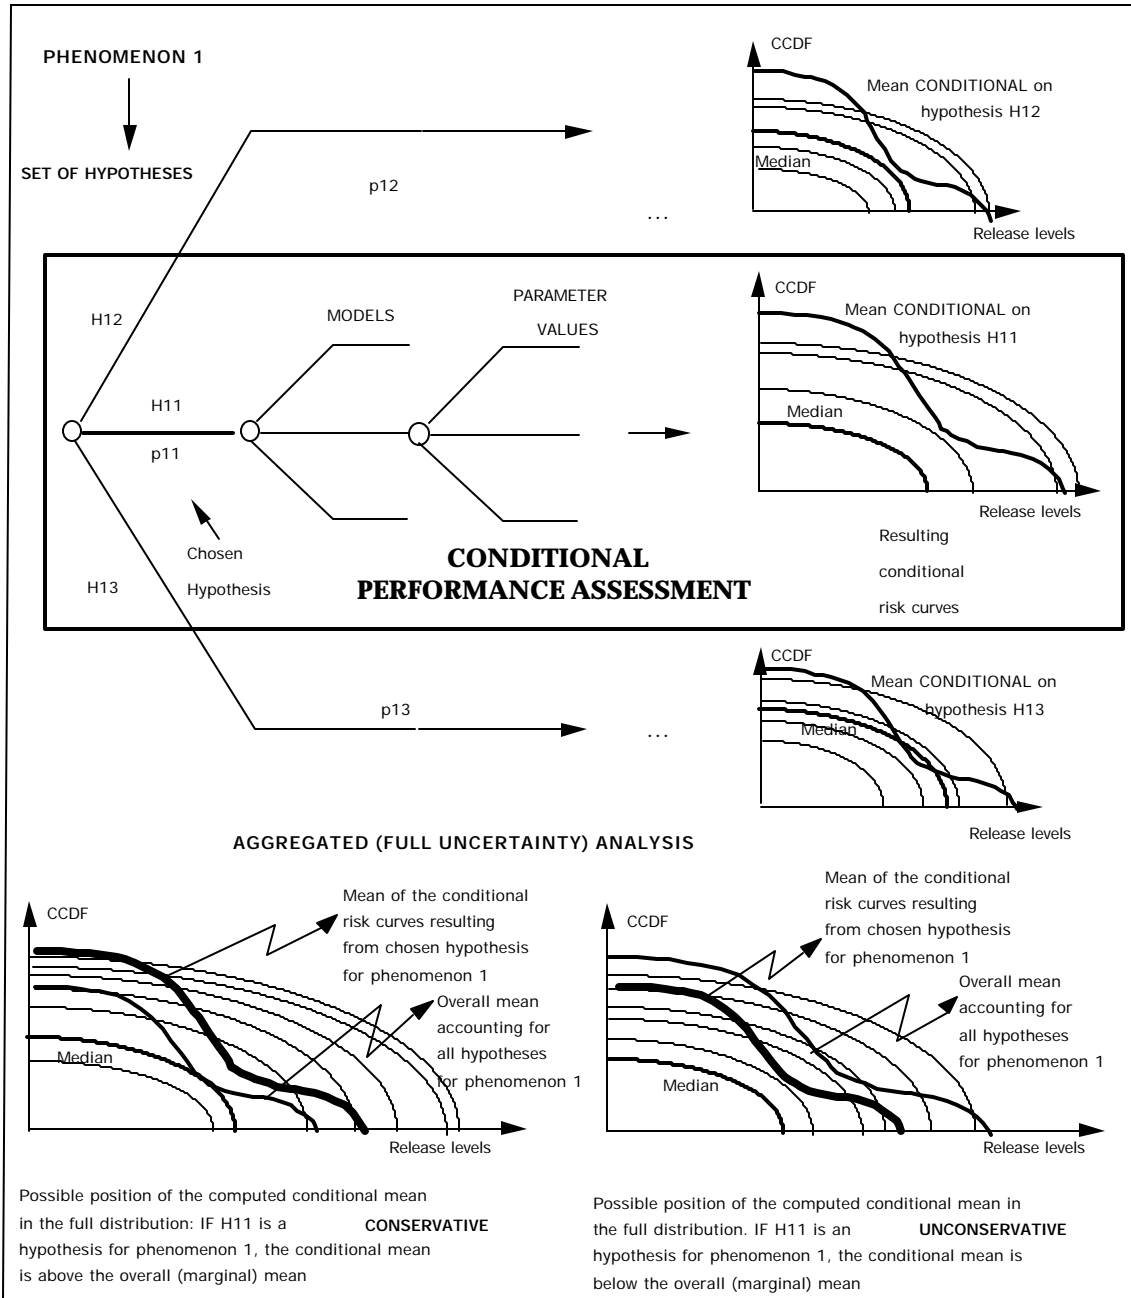 PHENOMENON 1
SET OF HYPOTHESES
p12
...
CCDF
Mean CONDITIONAL on
hypothesis H12
Median
Release levels
H12
MODELS
PARAMETER
VALUES
H11
p11
Chosen
Hypothesis
H13
CONDITIONAL
PERFORMANCE ASSESSMENT
CCDF
Mean CONDITIONAL on
hypothesis H11
Median
Release levels
Resulting
conditional
risk curves
p13
...
CCDF
Mean CONDITIONAL on
hypothesis H13
Median
Release levels
AGGREGATED (FULL UNCERTAINTY) ANALYSIS
CCDF
Mean of the conditional
risk curves resulting
from chosen hypothesis
for phenomenon 1
Overall mean
accounting for
all hypotheses
for phenomenon 1
Median
Release levels
Possible position of the computed conditional mean
in the full distribution: IF H11 is a CONSERVATIVE
hypothesis for phenomenon 1, the conditional mean
is above the overall (marginal) mean
CCDF
Mean of the conditional
risk curves resulting
from chosen hypothesis
for phenomenon 1
Overall mean
accounting for
all hypotheses
for phenomenon 1
Median
Release levels
Possible position of the computed conditional mean in
the full distribution. IF H11 is an UNCONSERVATIVE
hypothesis for phenomenon 1, the conditional mean is
below the overall (marginal) mean